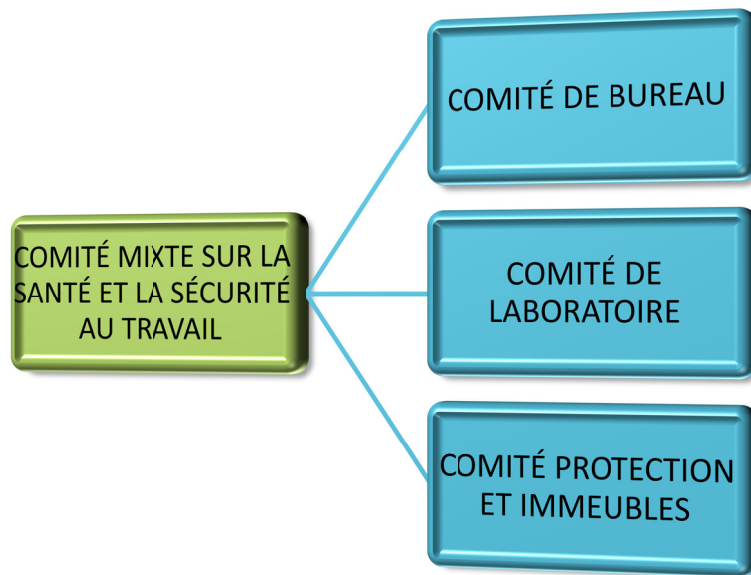 COMITÉ MIXTE SUR LA
SANTÉ ET LA SÉCURITÉ
AU TRAVAIL
COMITÉ DE BUREAU
COMITÉ DE
LABORATOIRE
COMITÉ PROTECTION
ET IMMEUBLES